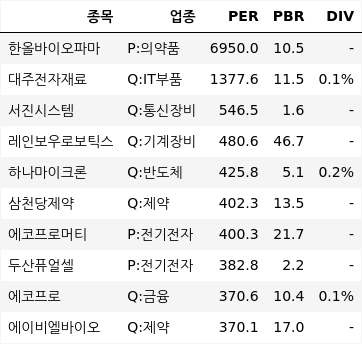 종목 업종 PER PBR DIV
한올바이오파마 P:의약품 6950.0 10.5 -
대주전자재료 Q:IT부품 1377.6 11.5 0.1%
서진시스템 Q:통신장비 546.5 1.6 -
레인보우로보틱스 Q:기계장비 480.6 46.7 -
하나마이크론 Q:반도체 425.8 5.1 0.2%
삼천당제약 Q:제약 402.3 13.5 -
에코프로머티 P:전기전자 400.3 21.7 -
두산퓨얼셀 P:전기전자 382.8 2.2 -
에코프로 Q:금융 370.6 10.4 0.1%
에이비엘바이오 Q:제약 370.1 17.0 -